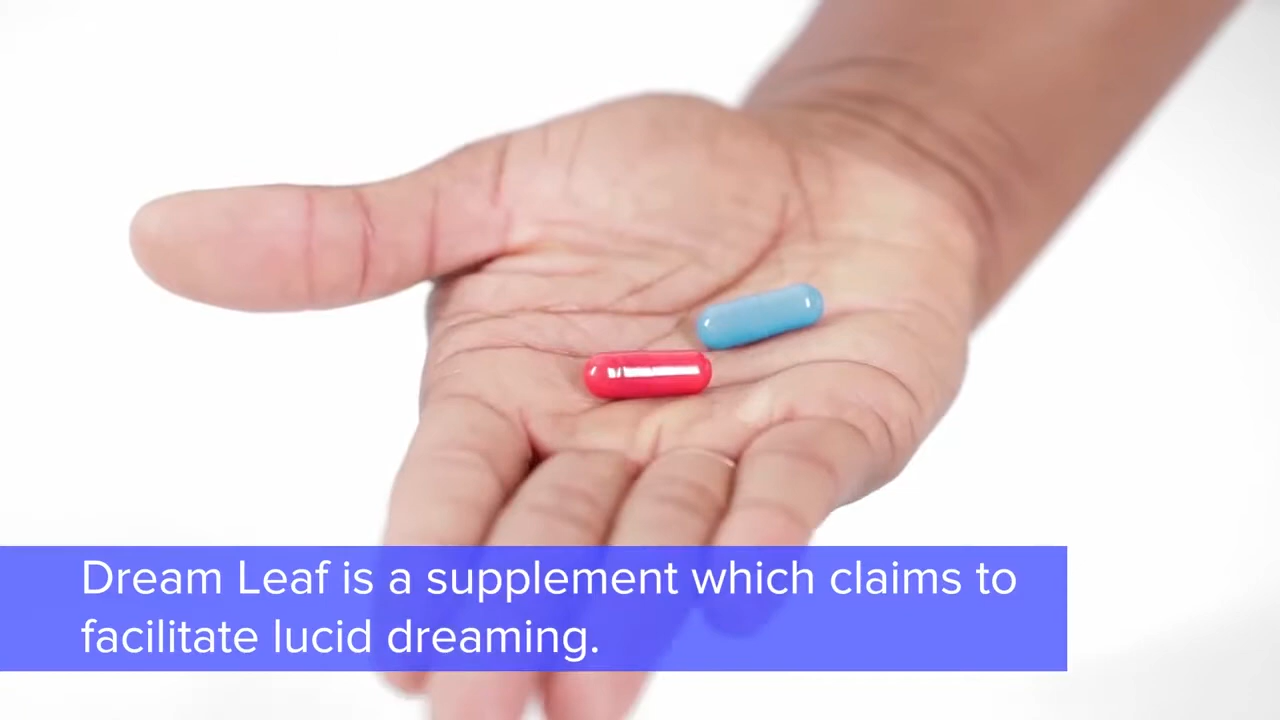 Dream Leaf is a supplement which claims to
facilitate lucid dreaming.